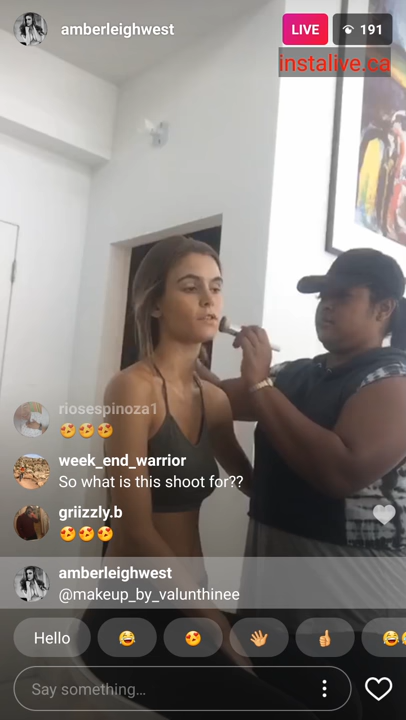 amberleighwest
LIVE
191
instalive.ca
riosespinoza1
😍😍😍
week_end_warrior
So what is this shoot for??
griizzly.b
😍😍😍
amberleighwest
@makeup_by_valunthinee
Hello
😂
😍
👋
👍
😂
Say something...